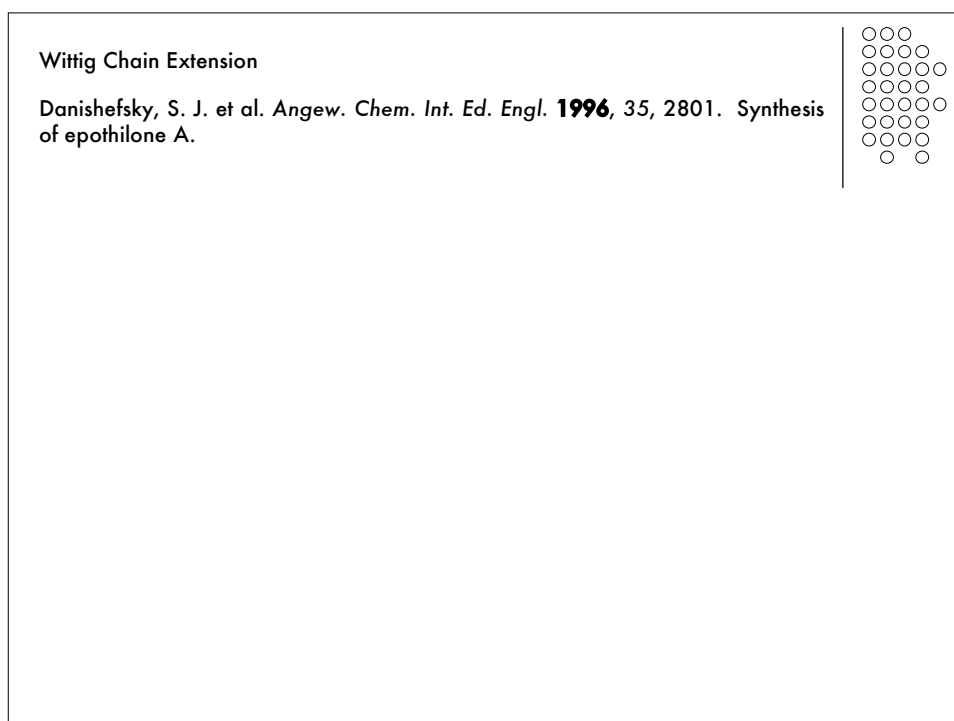 Wittig Chain Extension
Danishefsky, S. J. et al. Angew. Chem. Int. Ed. Engl. 1996, 35, 2801. Synthesis
of epothilone A.